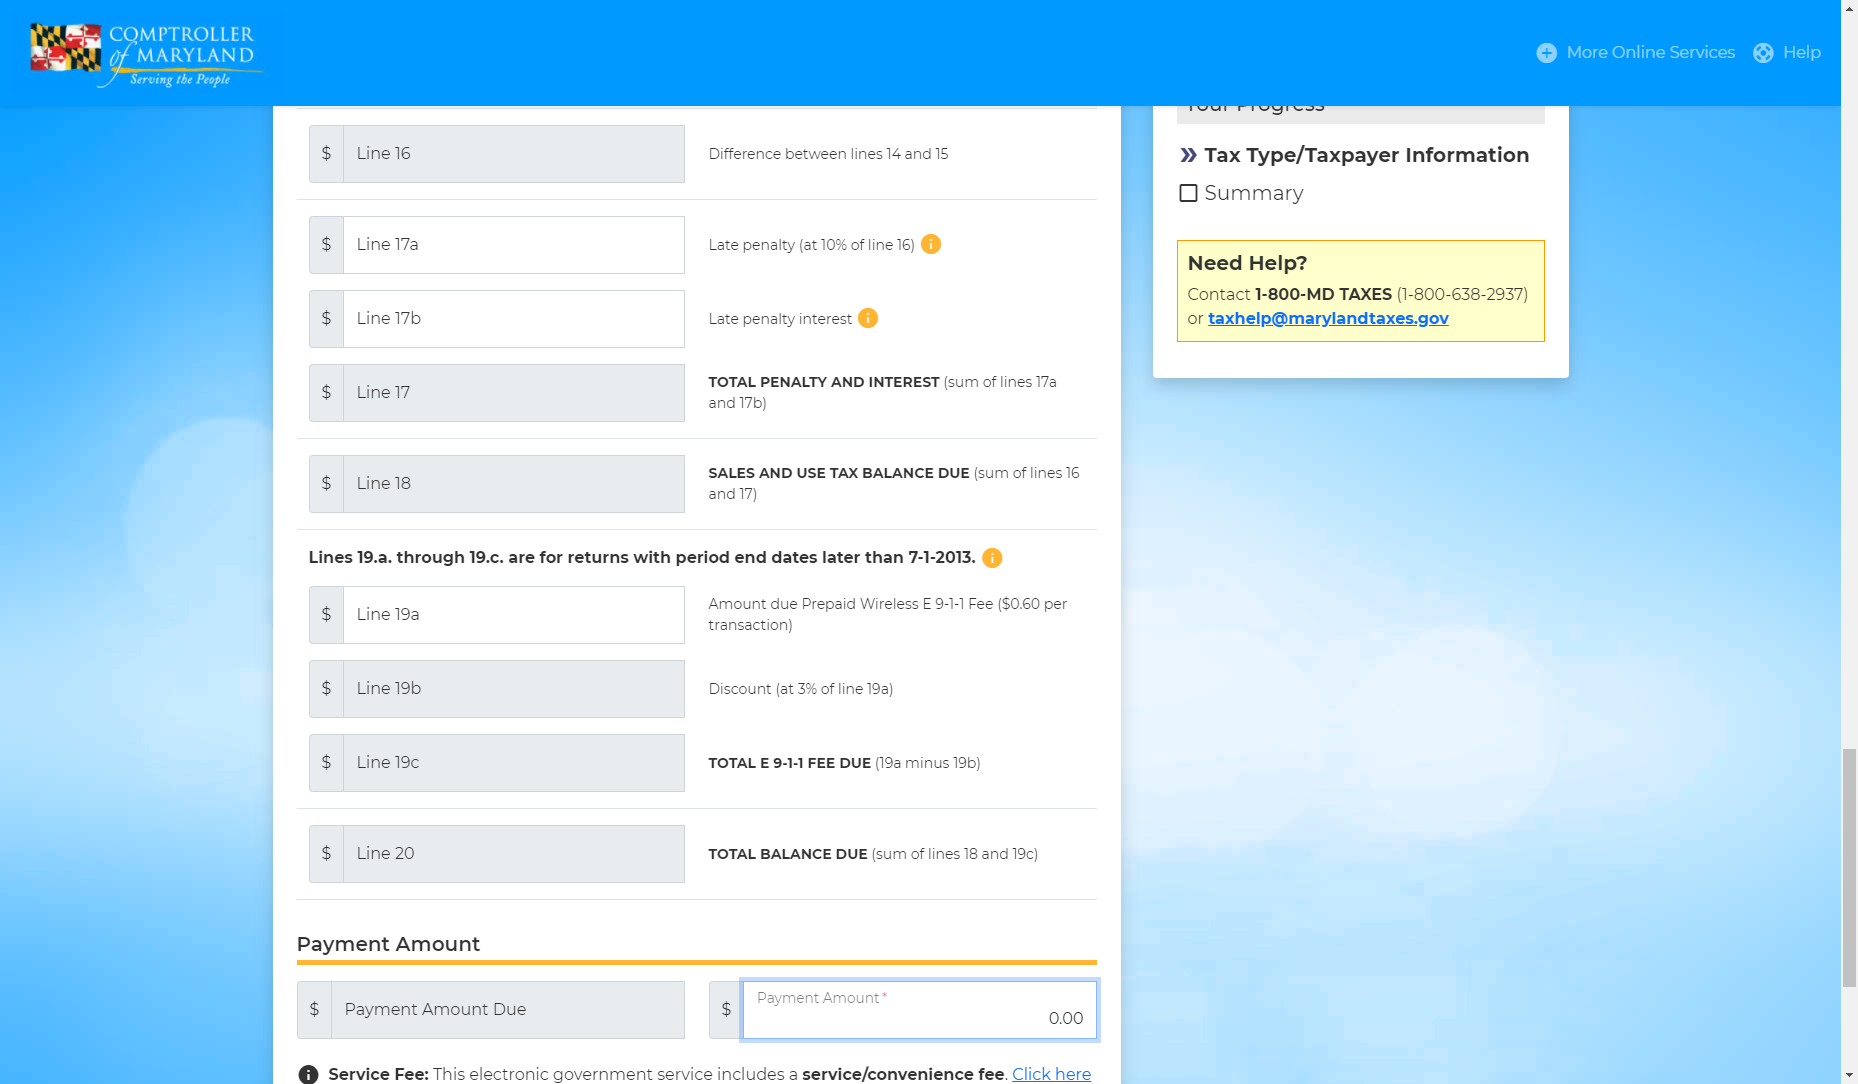 COMPTROLLER
of MARYLAND
Serving the People
More Online Services
Help
$ Line 16
Difference between lines 14 and 15
$ Line 17a
Late penalty (at 10% of line 16)
$ Line 17b
Late penalty interest
$ Line 17
TOTAL PENALTY AND INTEREST (sum of lines 17a
and 17b)
$ Line 18
SALES AND USE TAX BALANCE DUE (sum of lines 16
and 17)
Lines 19.a. through 19.c. are for returns with period end dates later than 7-1-2013.
$ Line 19a
Amount due Prepaid Wireless E 9-1-1 Fee ($0.60 per
transaction)
$ Line 19b
Discount (at 3% of line 19a)
$ Line 19c
TOTAL E 9-1-1 FEE DUE (19a minus 19b)
$ Line 20
TOTAL BALANCE DUE (sum of lines 18 and 19c)
Payment Amount
$ Payment Amount Due
$ Payment Amount *
0.00
Service Fee: This electronic government service includes a service/convenience fee. Click here
Your Progress
Tax Type/Taxpayer Information
Summary
Need Help?
Contact 1-800-MD TAXES (1-800-638-2937)
or taxhelp@marylandtaxes.gov